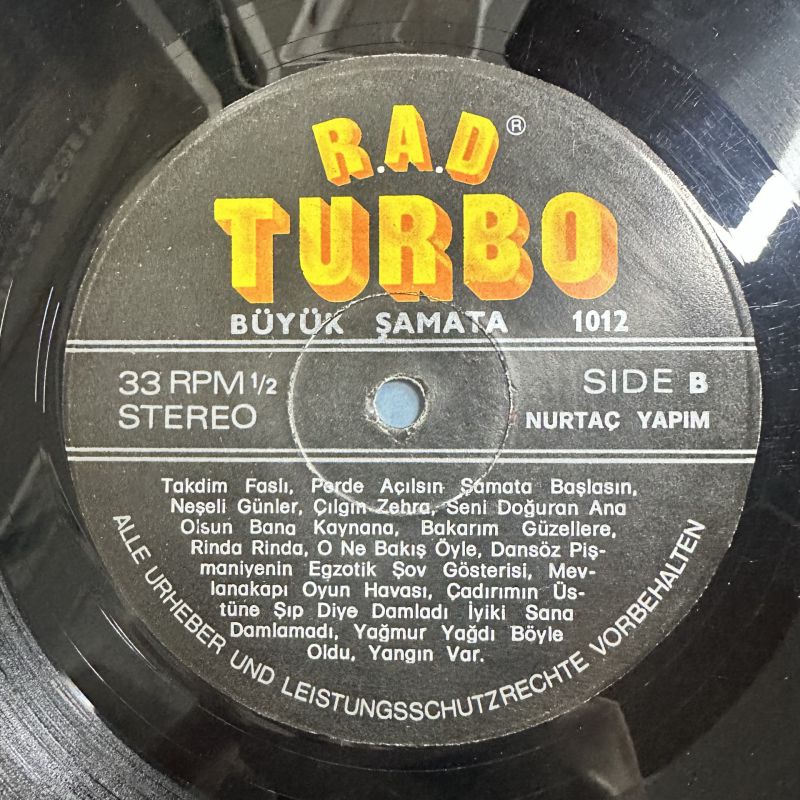 R.A.D ®
TURBO
BÜYÜK ŞAMATA 1012
33 RPM 1/2
STEREO
SIDE B
NURTAÇ YAPIM
Takdim Faslı, Perde Açılsın Şamata Başlasın,
Neşeli Günler, Çılgın Zehra, Seni Doğuran Ana
Olsun Bana Kaynana, Bakarım Güzellere,
Rinda Rinda, O Ne Bakış Öyle, Dansöz Piş-
maniyenin Egzotik Şov Gösterisi, Mev-
lanakapı Oyun Havası, Çadırımın Üs-
tüne Şıp Diye Damladı İyiki Sana
Damlamadı, Yağmur Yağdı Böyle
Oldu, Yangın Var.
ALLE URHEBER UND LEISTUNGSSCHUTZRECHTE VORBEHALTEN